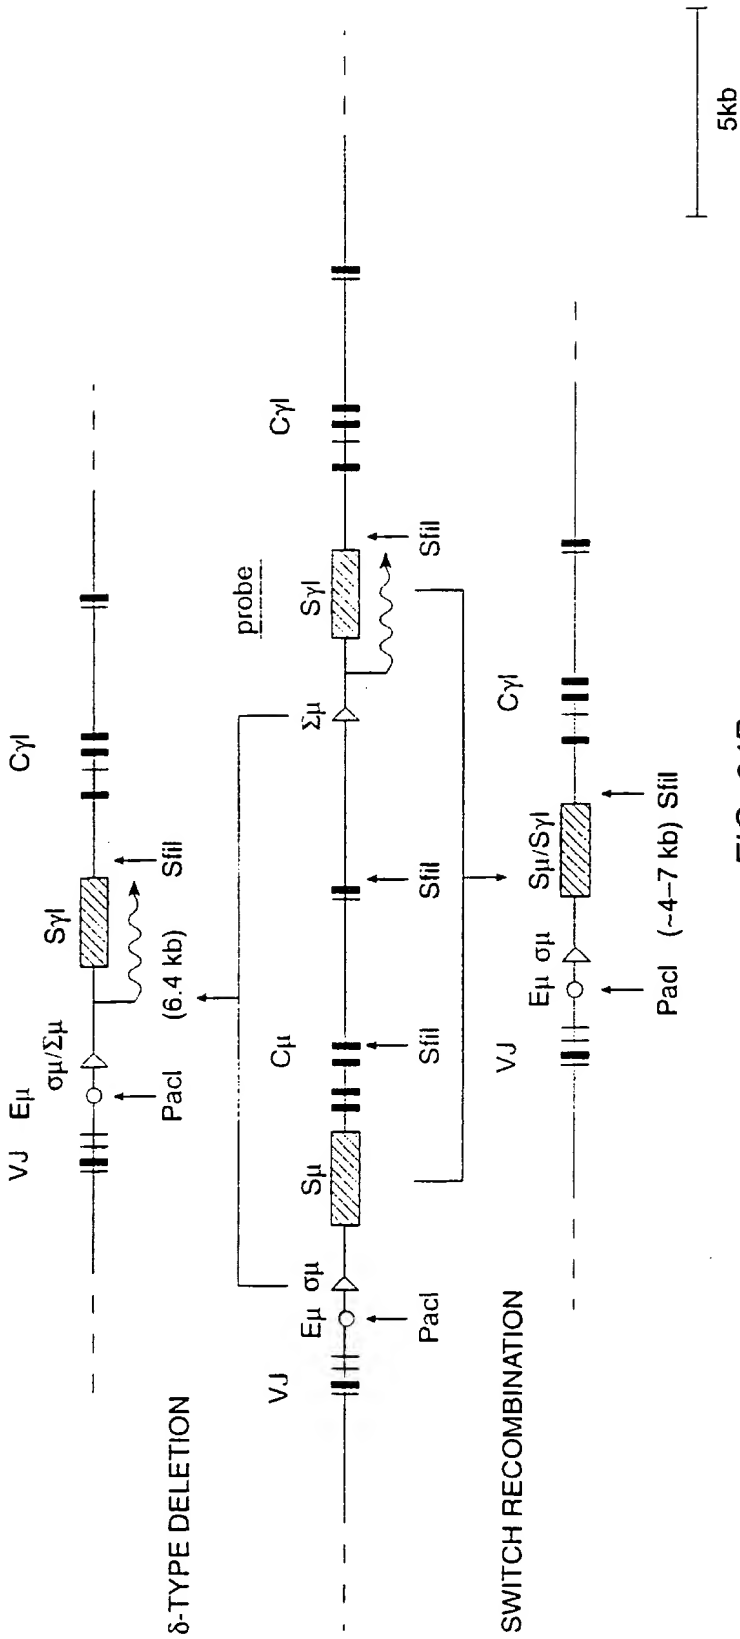 δ-TYPE DELETION
VJ Eμ Cγl
σμ/Σμ Sγl
PacI (6.4 kb) SfiI
probe
VJ Eμ σμ Sμ Cμ Σμ Sγl Cγl
PacI SfiI SfiI SfiI
SWITCH RECOMBINATION
VJ Eμ σμ Sμ/Sγl Cγl
PacI (~4–7 kb) SfiI
5kb